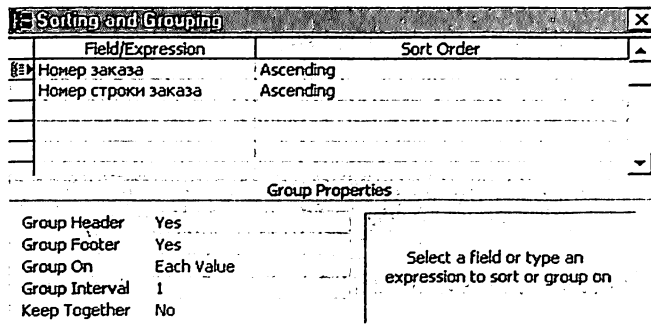 Sorting and Grouping
Field/Expression Sort Order
Номер заказа Ascending
Номер строки заказа Ascending
Group Properties
Group Header Yes
Group Footer Yes
Group On Each Value
Group Interval 1
Keep Together No
Select a field or type an
expression to sort or group on